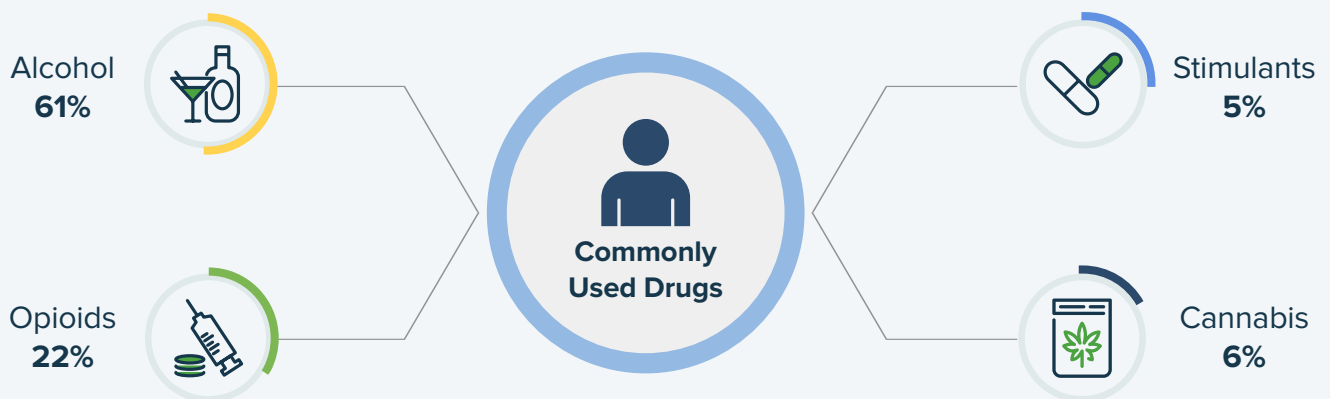 Alcohol
61%
Opioids
22%
Commonly
Used Drugs
Stimulants
5%
Cannabis
6%